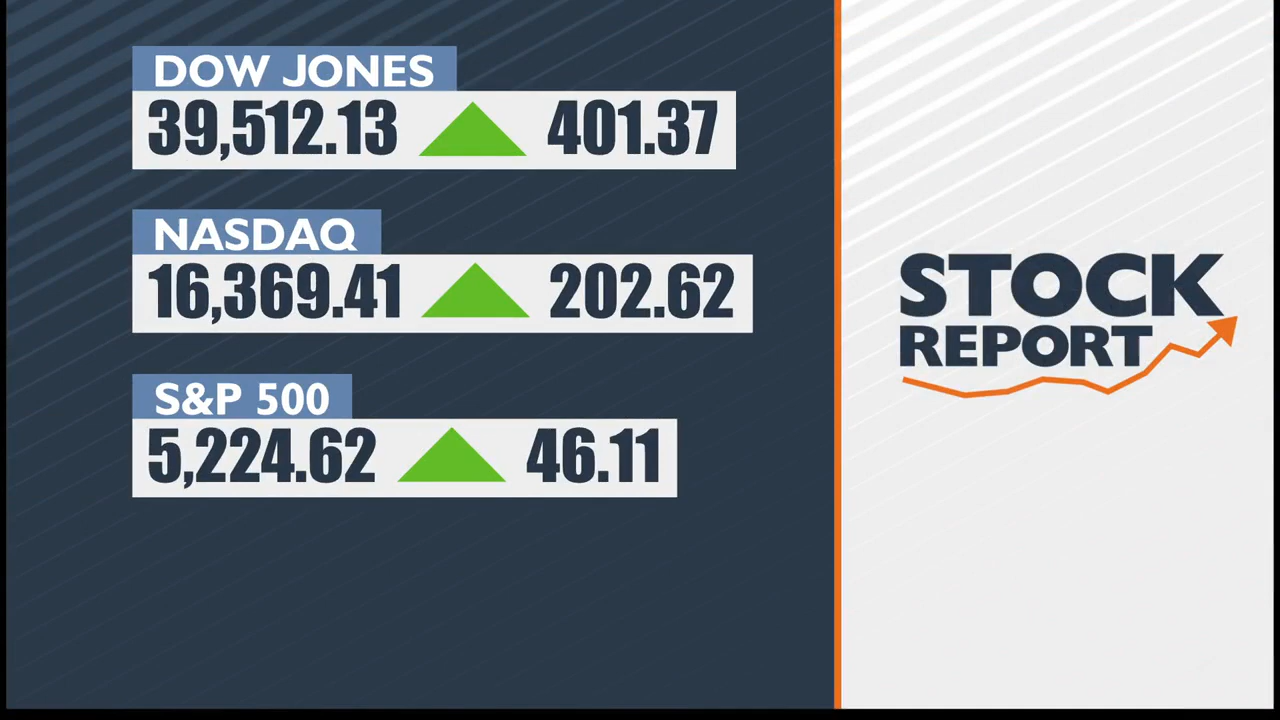 DOW JONES
39,512.13 401.37
NASDAQ
16,369.41 202.62
S&P 500
5,224.62 46.11
STOCK
REPORT